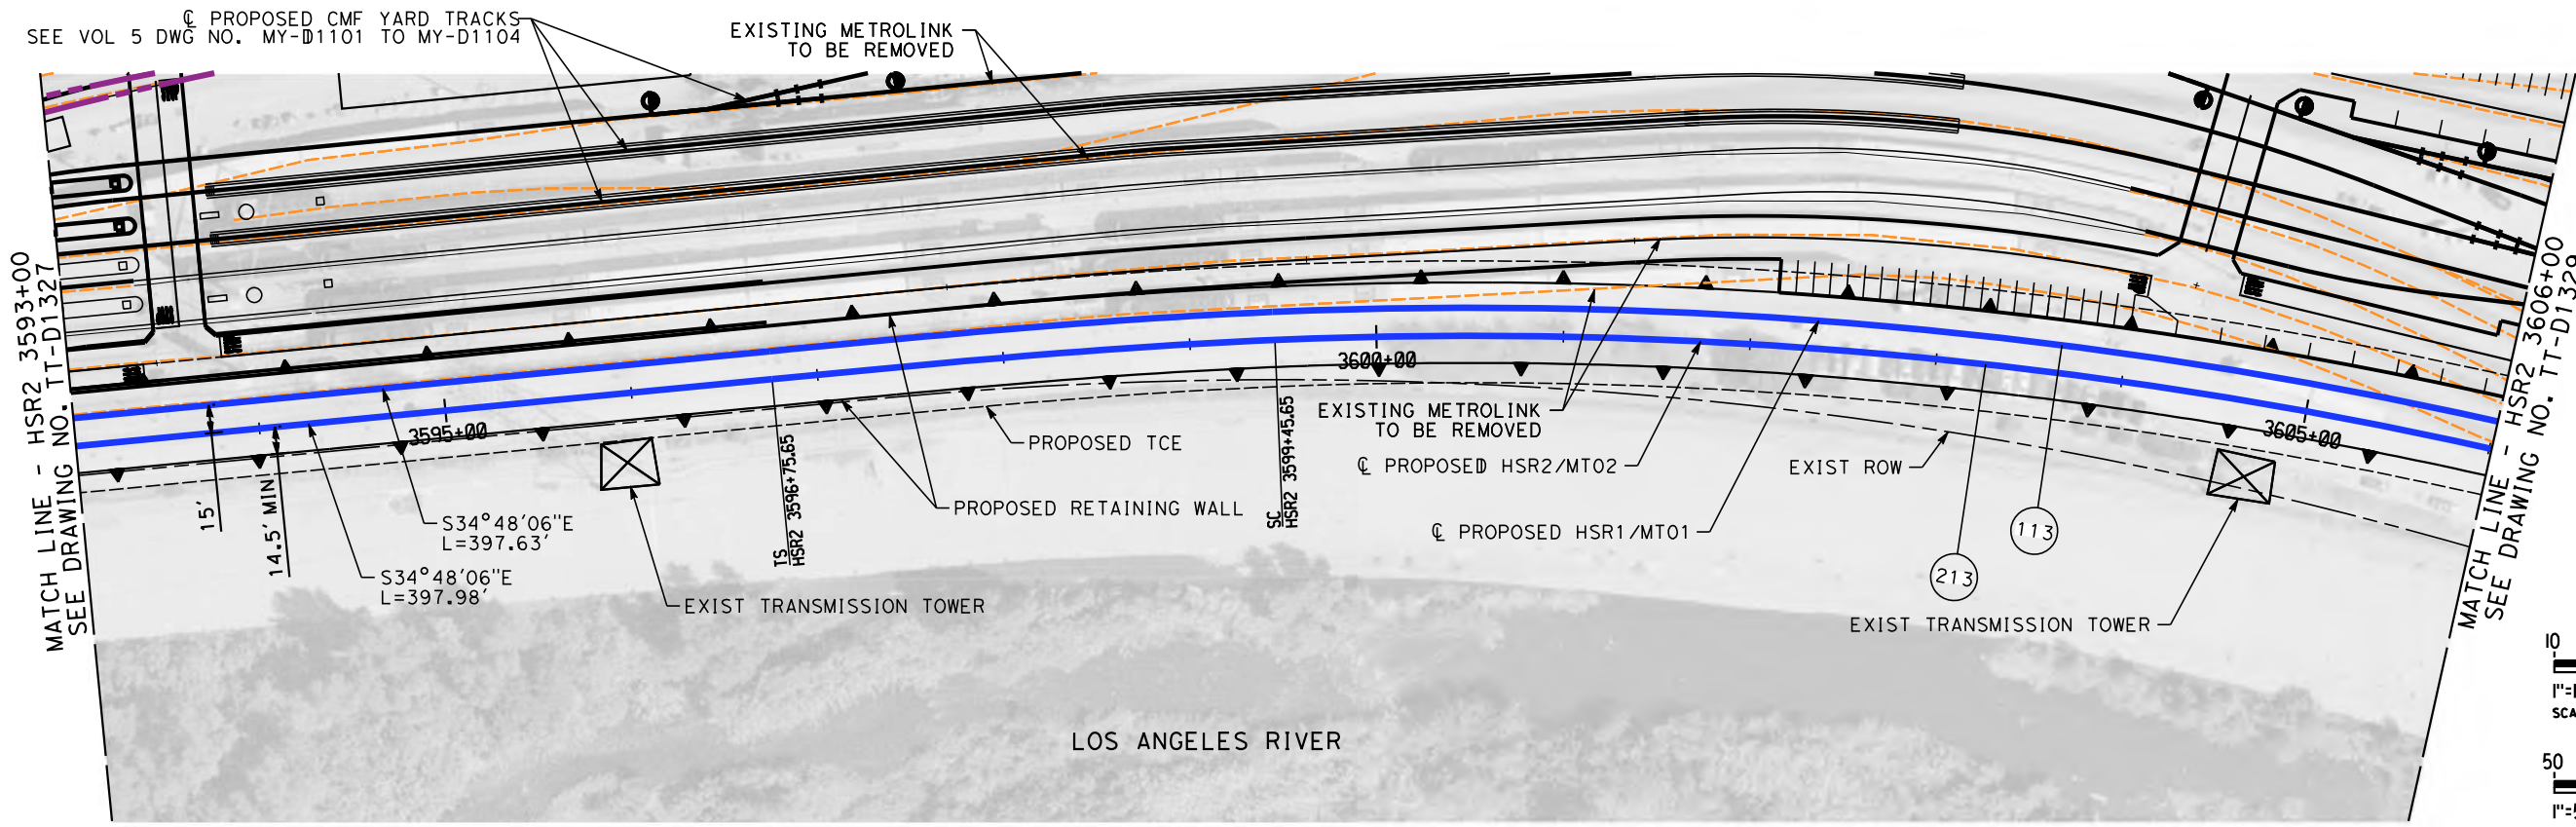 ℄ PROPOSED CMF YARD TRACKS
SEE VOL 5 DWG NO. MY-D1101 TO MY-D1104
EXISTING METROLINK
TO BE REMOVED
MATCH LINE - HSR2 3593+00
SEE DRAWING NO. TT-D1327
15'
14.5' MIN
3595+00
S34°48'06"E
L=397.63'
S34°48'06"E
L=397.98'
EXIST TRANSMISSION TOWER
TS
HSR2 3596+75.65
PROPOSED TCE
PROPOSED RETAINING WALL
SC
HSR2 3599+45.65
3600+00
EXISTING METROLINK
TO BE REMOVED
℄ PROPOSED HSR2/MT02
℄ PROPOSED HSR1/MT01
EXIST ROW
213
113
EXIST TRANSMISSION TOWER
3605+00
MATCH LINE - HSR2 3606+00
SEE DRAWING NO. TT-D1329
LOS ANGELES RIVER
10
50